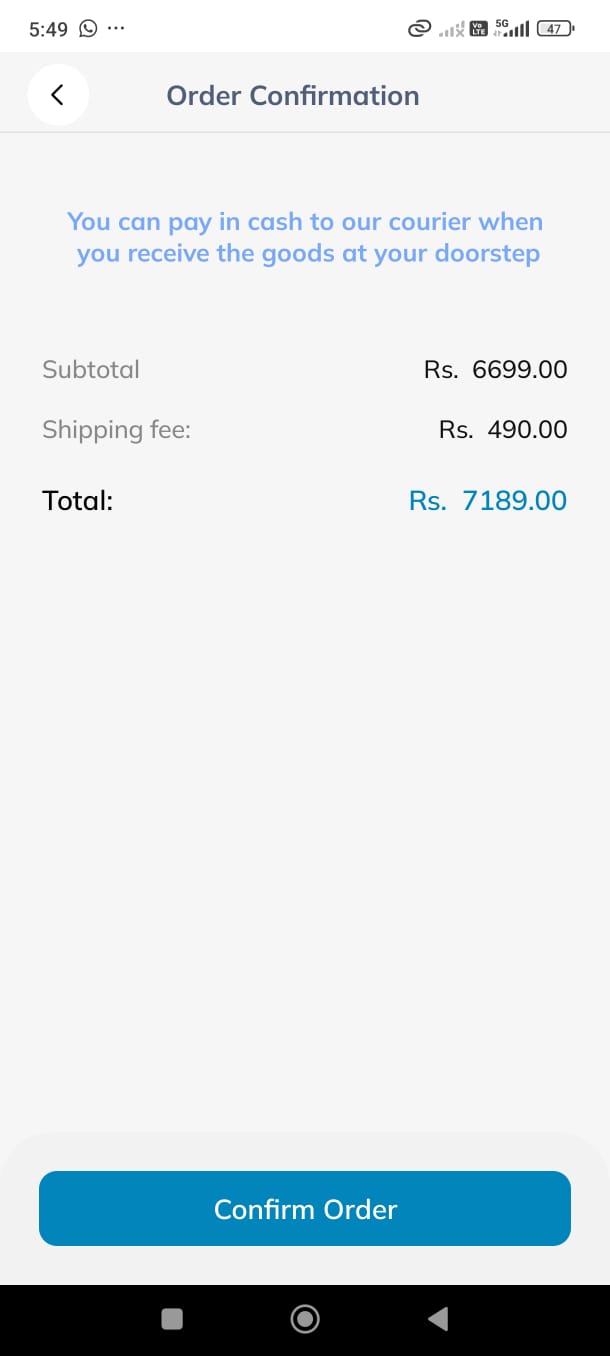 5:49 ...
Vo LTE 5G 47
Order Confirmation
You can pay in cash to our courier when
you receive the goods at your doorstep
Subtotal Rs. 6699.00
Shipping fee: Rs. 490.00
Total: Rs. 7189.00
Confirm Order